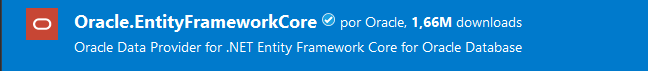 Oracle.EntityFrameworkCore por Oracle, 1,66M downloads
Oracle Data Provider for .NET Entity Framework Core for Oracle Database